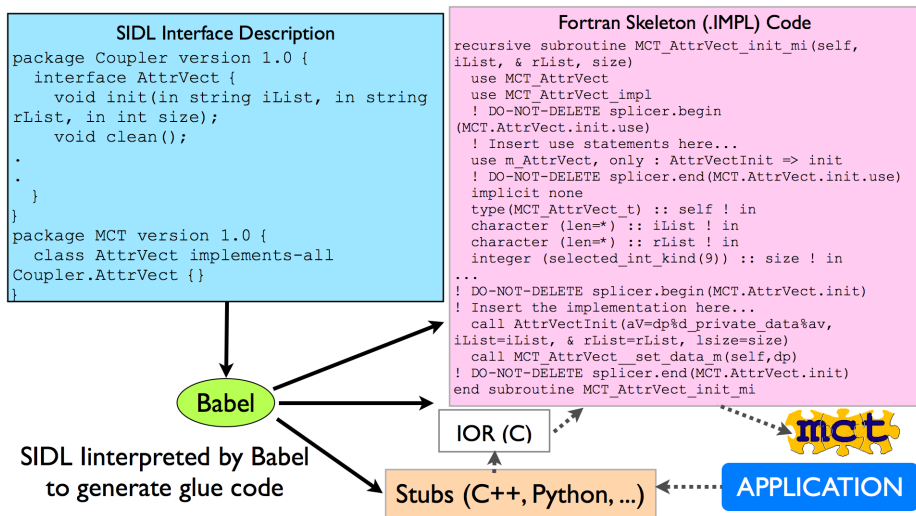 SIDL Interface Description
package Coupler version 1.0 {
interface AttrVect {
void init(in string iList, in string
rList, in int size);
void clean();
.
.
}
}
package MCT version 1.0 {
class AttrVect implements-all
Coupler.AttrVect {}
}
Fortran Skeleton (.IMPL) Code
recursive subroutine MCT_AttrVect_init_mi(self,
iList, & rList, size)
use MCT_AttrVect
use MCT_AttrVect_impl
! DO-NOT-DELETE splicer.begin
(MCT.AttrVect.init.use)
! Insert use statements here...
use m_AttrVect, only : AttrVectInit => init
! DO-NOT-DELETE splicer.end(MCT.AttrVect.init.use)
implicit none
type(MCT_AttrVect_t) :: self ! in
character (len=*) :: iList ! in
character (len=*) :: rList ! in
integer (selected_int_kind(9)) :: size ! in
...
! DO-NOT-DELETE splicer.begin(MCT.AttrVect.init)
! Insert the implementation here...
call AttrVectInit(aV=dp%d_private_data%av,
iList=iList, & rList=rList, lsize=size)
call MCT_AttrVect__set_data_m(self,dp)
! DO-NOT-DELETE splicer.end(MCT.AttrVect.init)
end subroutine MCT_AttrVect_init_mi
Babel
IOR (C)
mct
SIDL Iinterpreted by Babel
to generate glue code
Stubs (C++, Python, ...)
APPLICATION